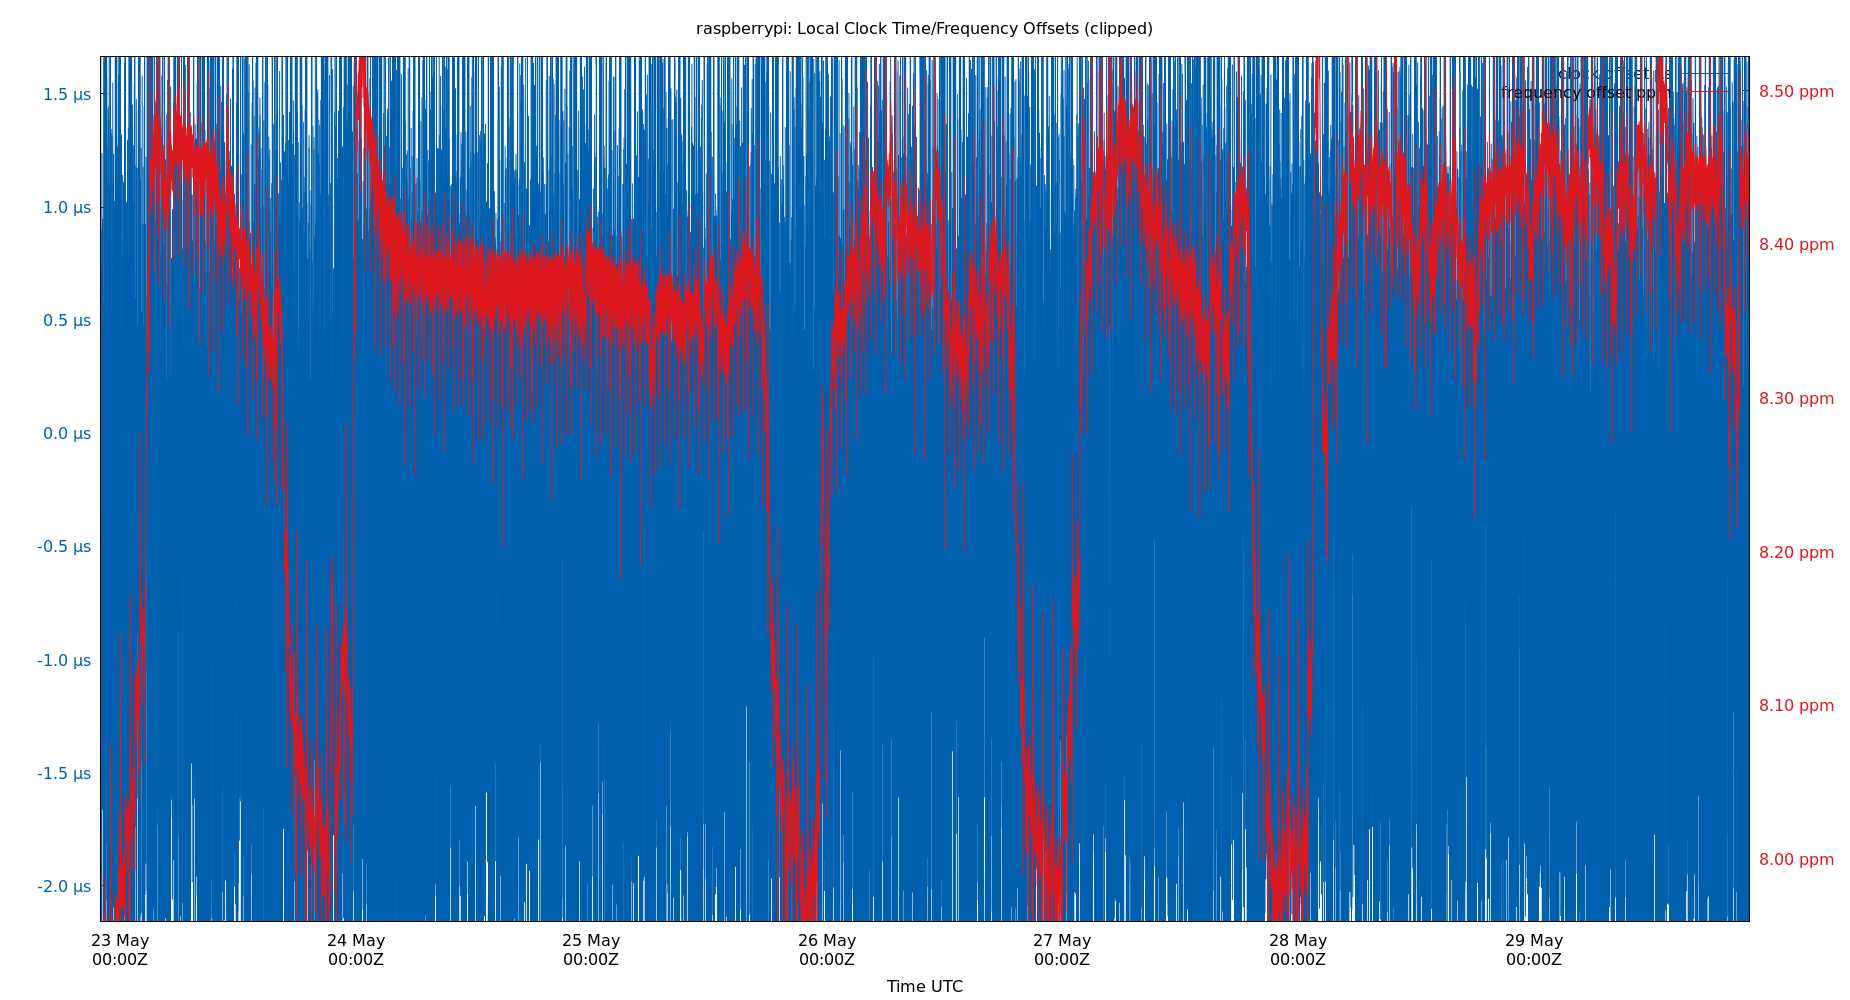 raspberrypi: Local Clock Time/Frequency Offsets (clipped)
clock offset µs
frequency offset ppm
1.5 µs
1.0 µs
0.5 µs
0.0 µs
-0.5 µs
-1.0 µs
-1.5 µs
-2.0 µs
8.50 ppm
8.40 ppm
8.30 ppm
8.20 ppm
8.10 ppm
8.00 ppm
23 May
00:00Z
24 May
00:00Z
25 May
00:00Z
26 May
00:00Z
27 May
00:00Z
28 May
00:00Z
29 May
00:00Z
Time UTC